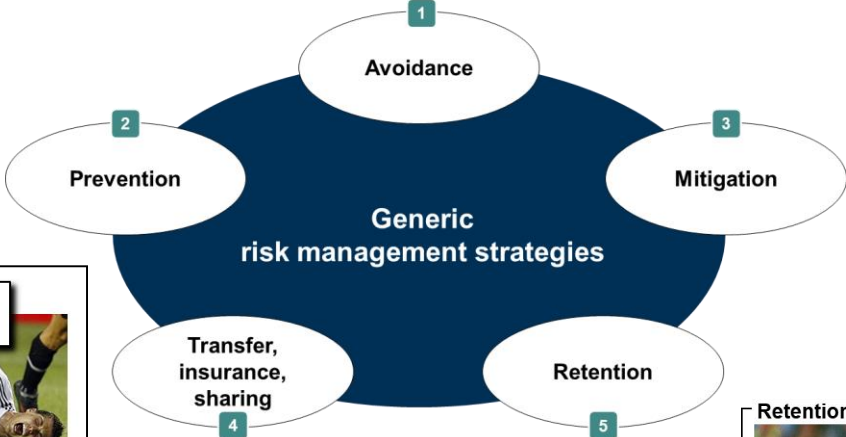 1
Avoidance
2
Prevention
3
Mitigation
Generic
risk management strategies
Transfer,
insurance,
sharing
4
Retention
5
Retention